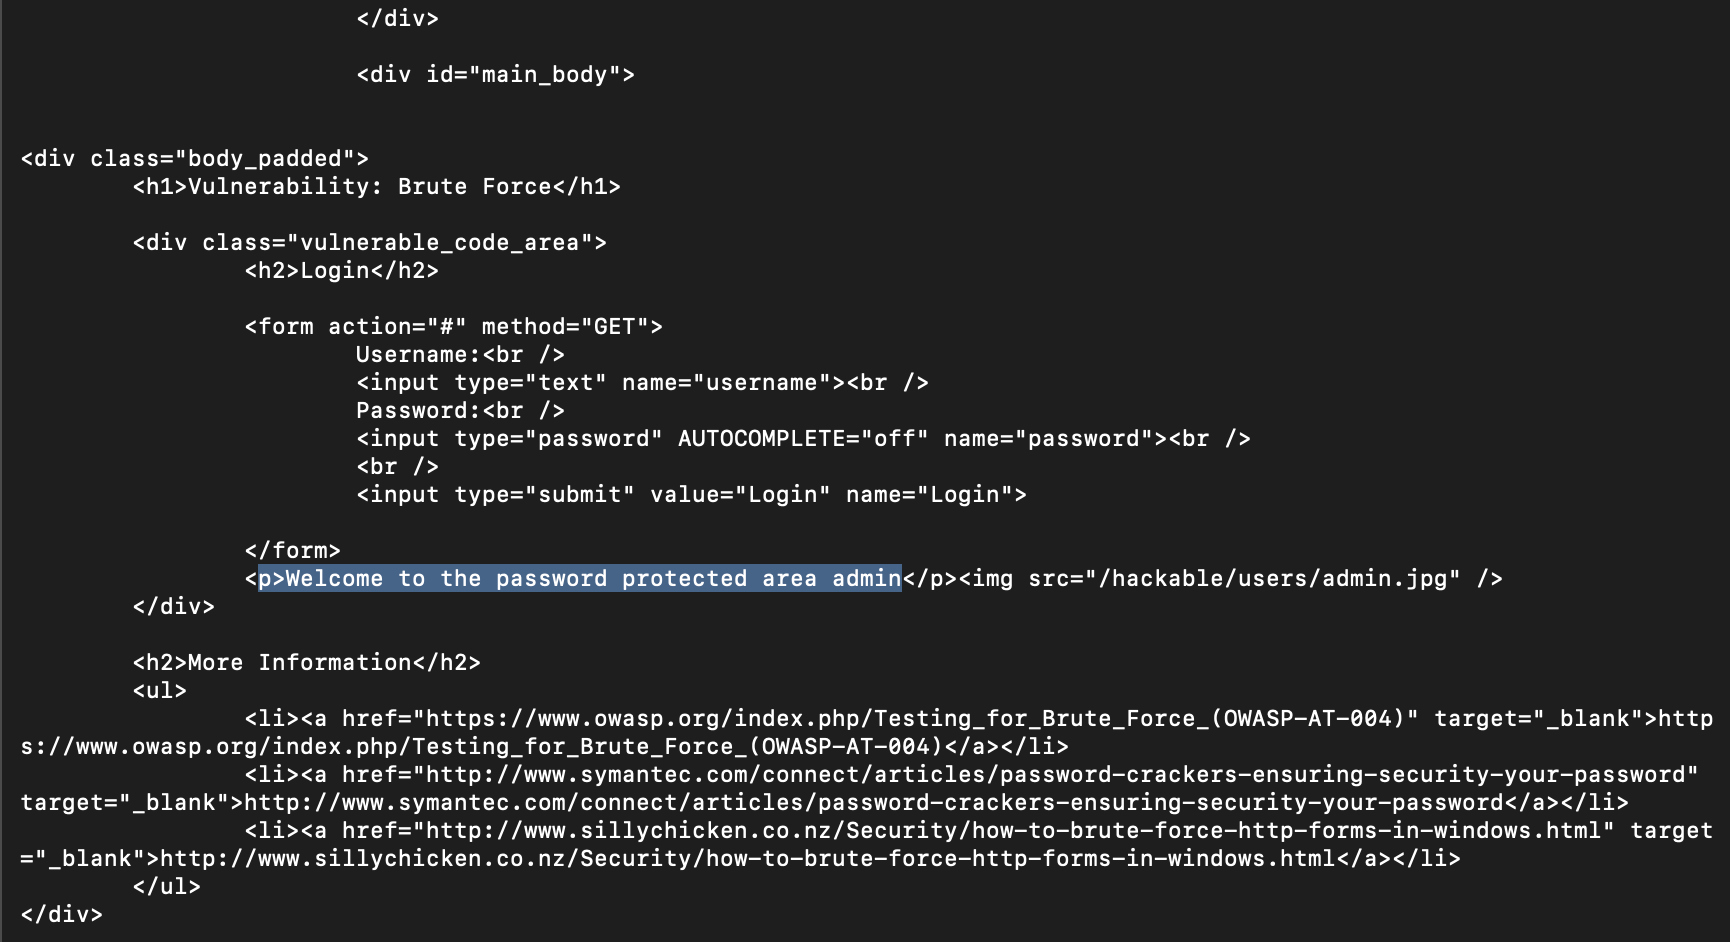 </div>
<div id="main_body">
<div class="body_padded">
<h1>Vulnerability: Brute Force</h1>
<div class="vulnerable_code_area">
<h2>Login</h2>
<form action="#" method="GET">
Username:<br />
<input type="text" name="username"><br />
Password:<br />
<input type="password" AUTOCOMPLETE="off" name="password"><br />
<br />
<input type="submit" value="Login" name="Login">
</form>
<p>Welcome to the password protected area admin</p><img src="/hackable/users/admin.jpg" />
</div>
<h2>More Information</h2>
<ul>
<li><a href="https://www.owasp.org/index.php/Testing_for_Brute_Force_(OWASP-AT-004)" target="_blank">http
s://www.owasp.org/index.php/Testing_for_Brute_Force_(OWASP-AT-004)</a></li>
<li><a href="http://www.symantec.com/connect/articles/password-crackers-ensuring-security-your-password"
target="_blank">http://www.symantec.com/connect/articles/password-crackers-ensuring-security-your-password</a></li>
<li><a href="http://www.sillychicken.co.nz/Security/how-to-brute-force-http-forms-in-windows.html" target
="_blank">http://www.sillychicken.co.nz/Security/how-to-brute-force-http-forms-in-windows.html</a></li>
</ul>
</div>